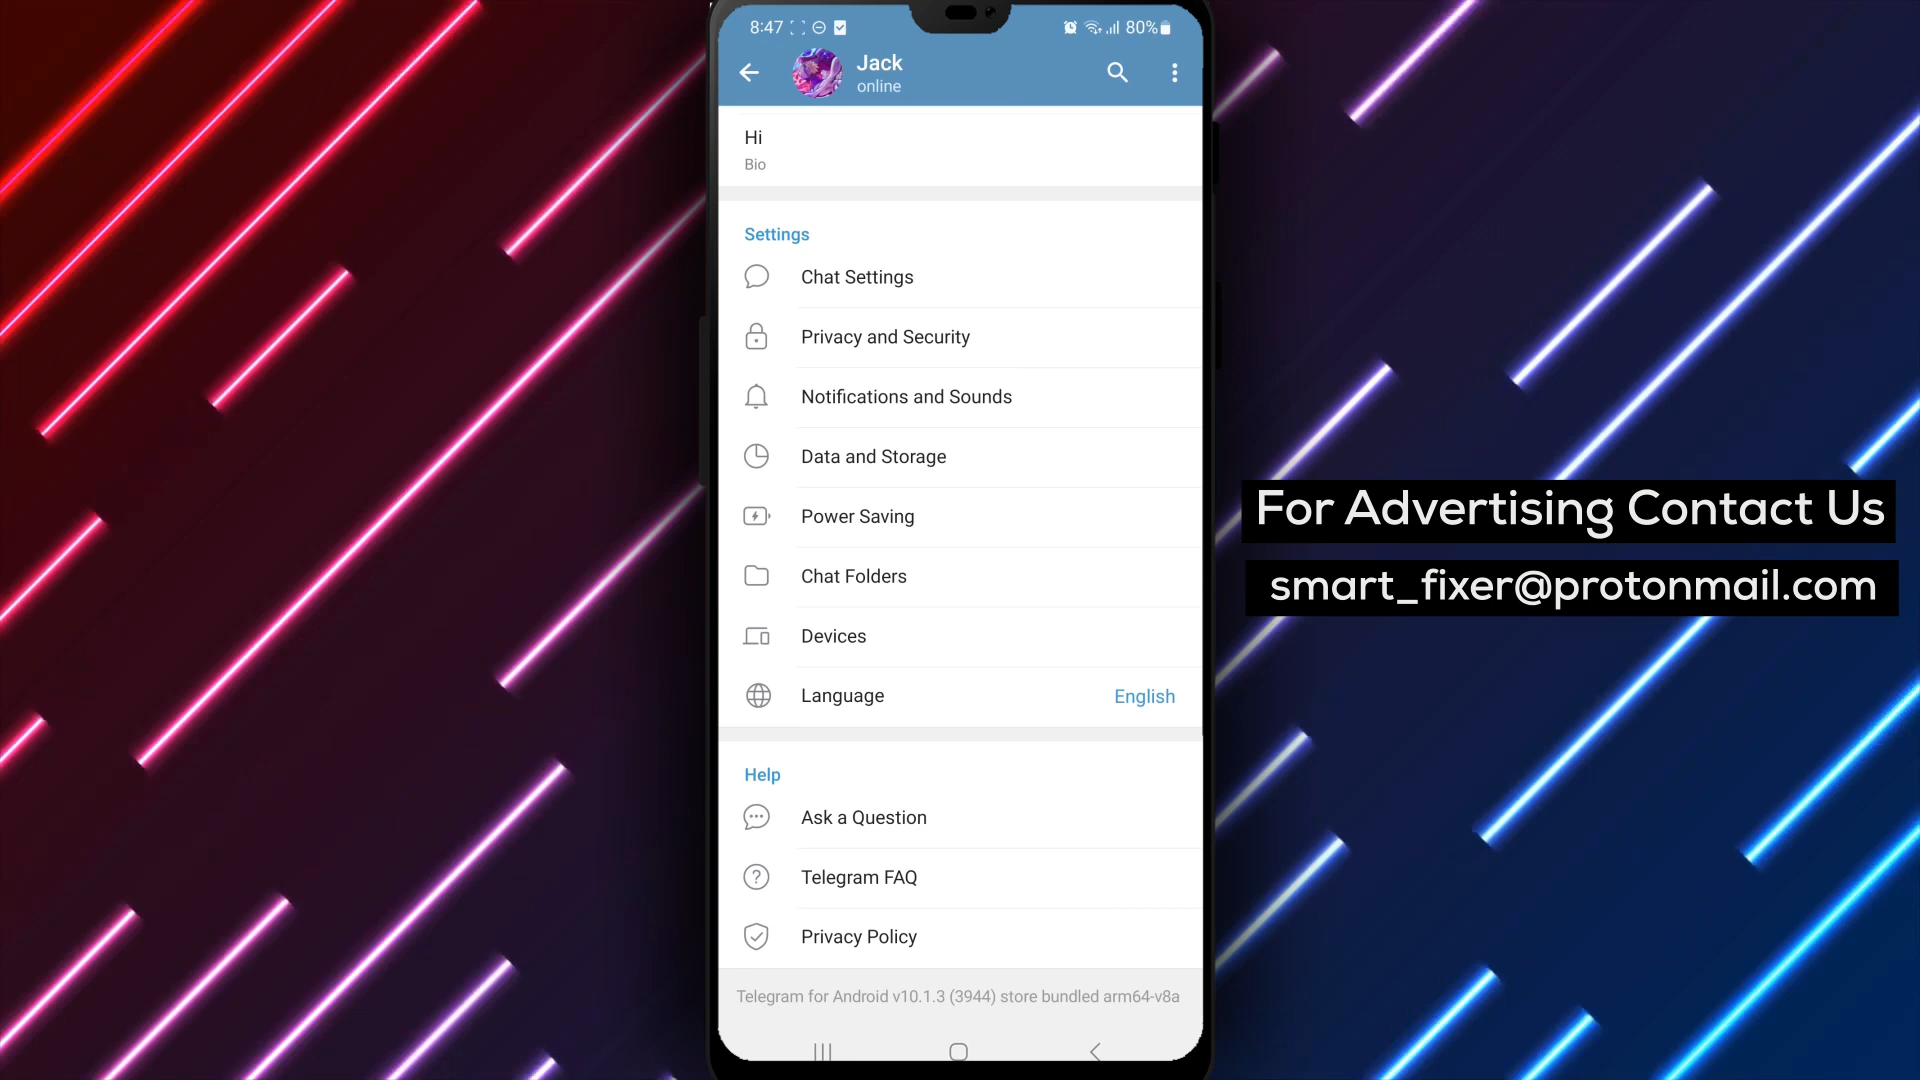 8:47 80%
Jack
online
Hi
Bio
Settings
Chat Settings
Privacy and Security
Notifications and Sounds
Data and Storage
Power Saving
Chat Folders
Devices
Language English
Help
Ask a Question
Telegram FAQ
Privacy Policy
Telegram for Android v10.1.3 (3944) store bundled arm64-v8a
For Advertising Contact Us
smart_fixer@protonmail.com